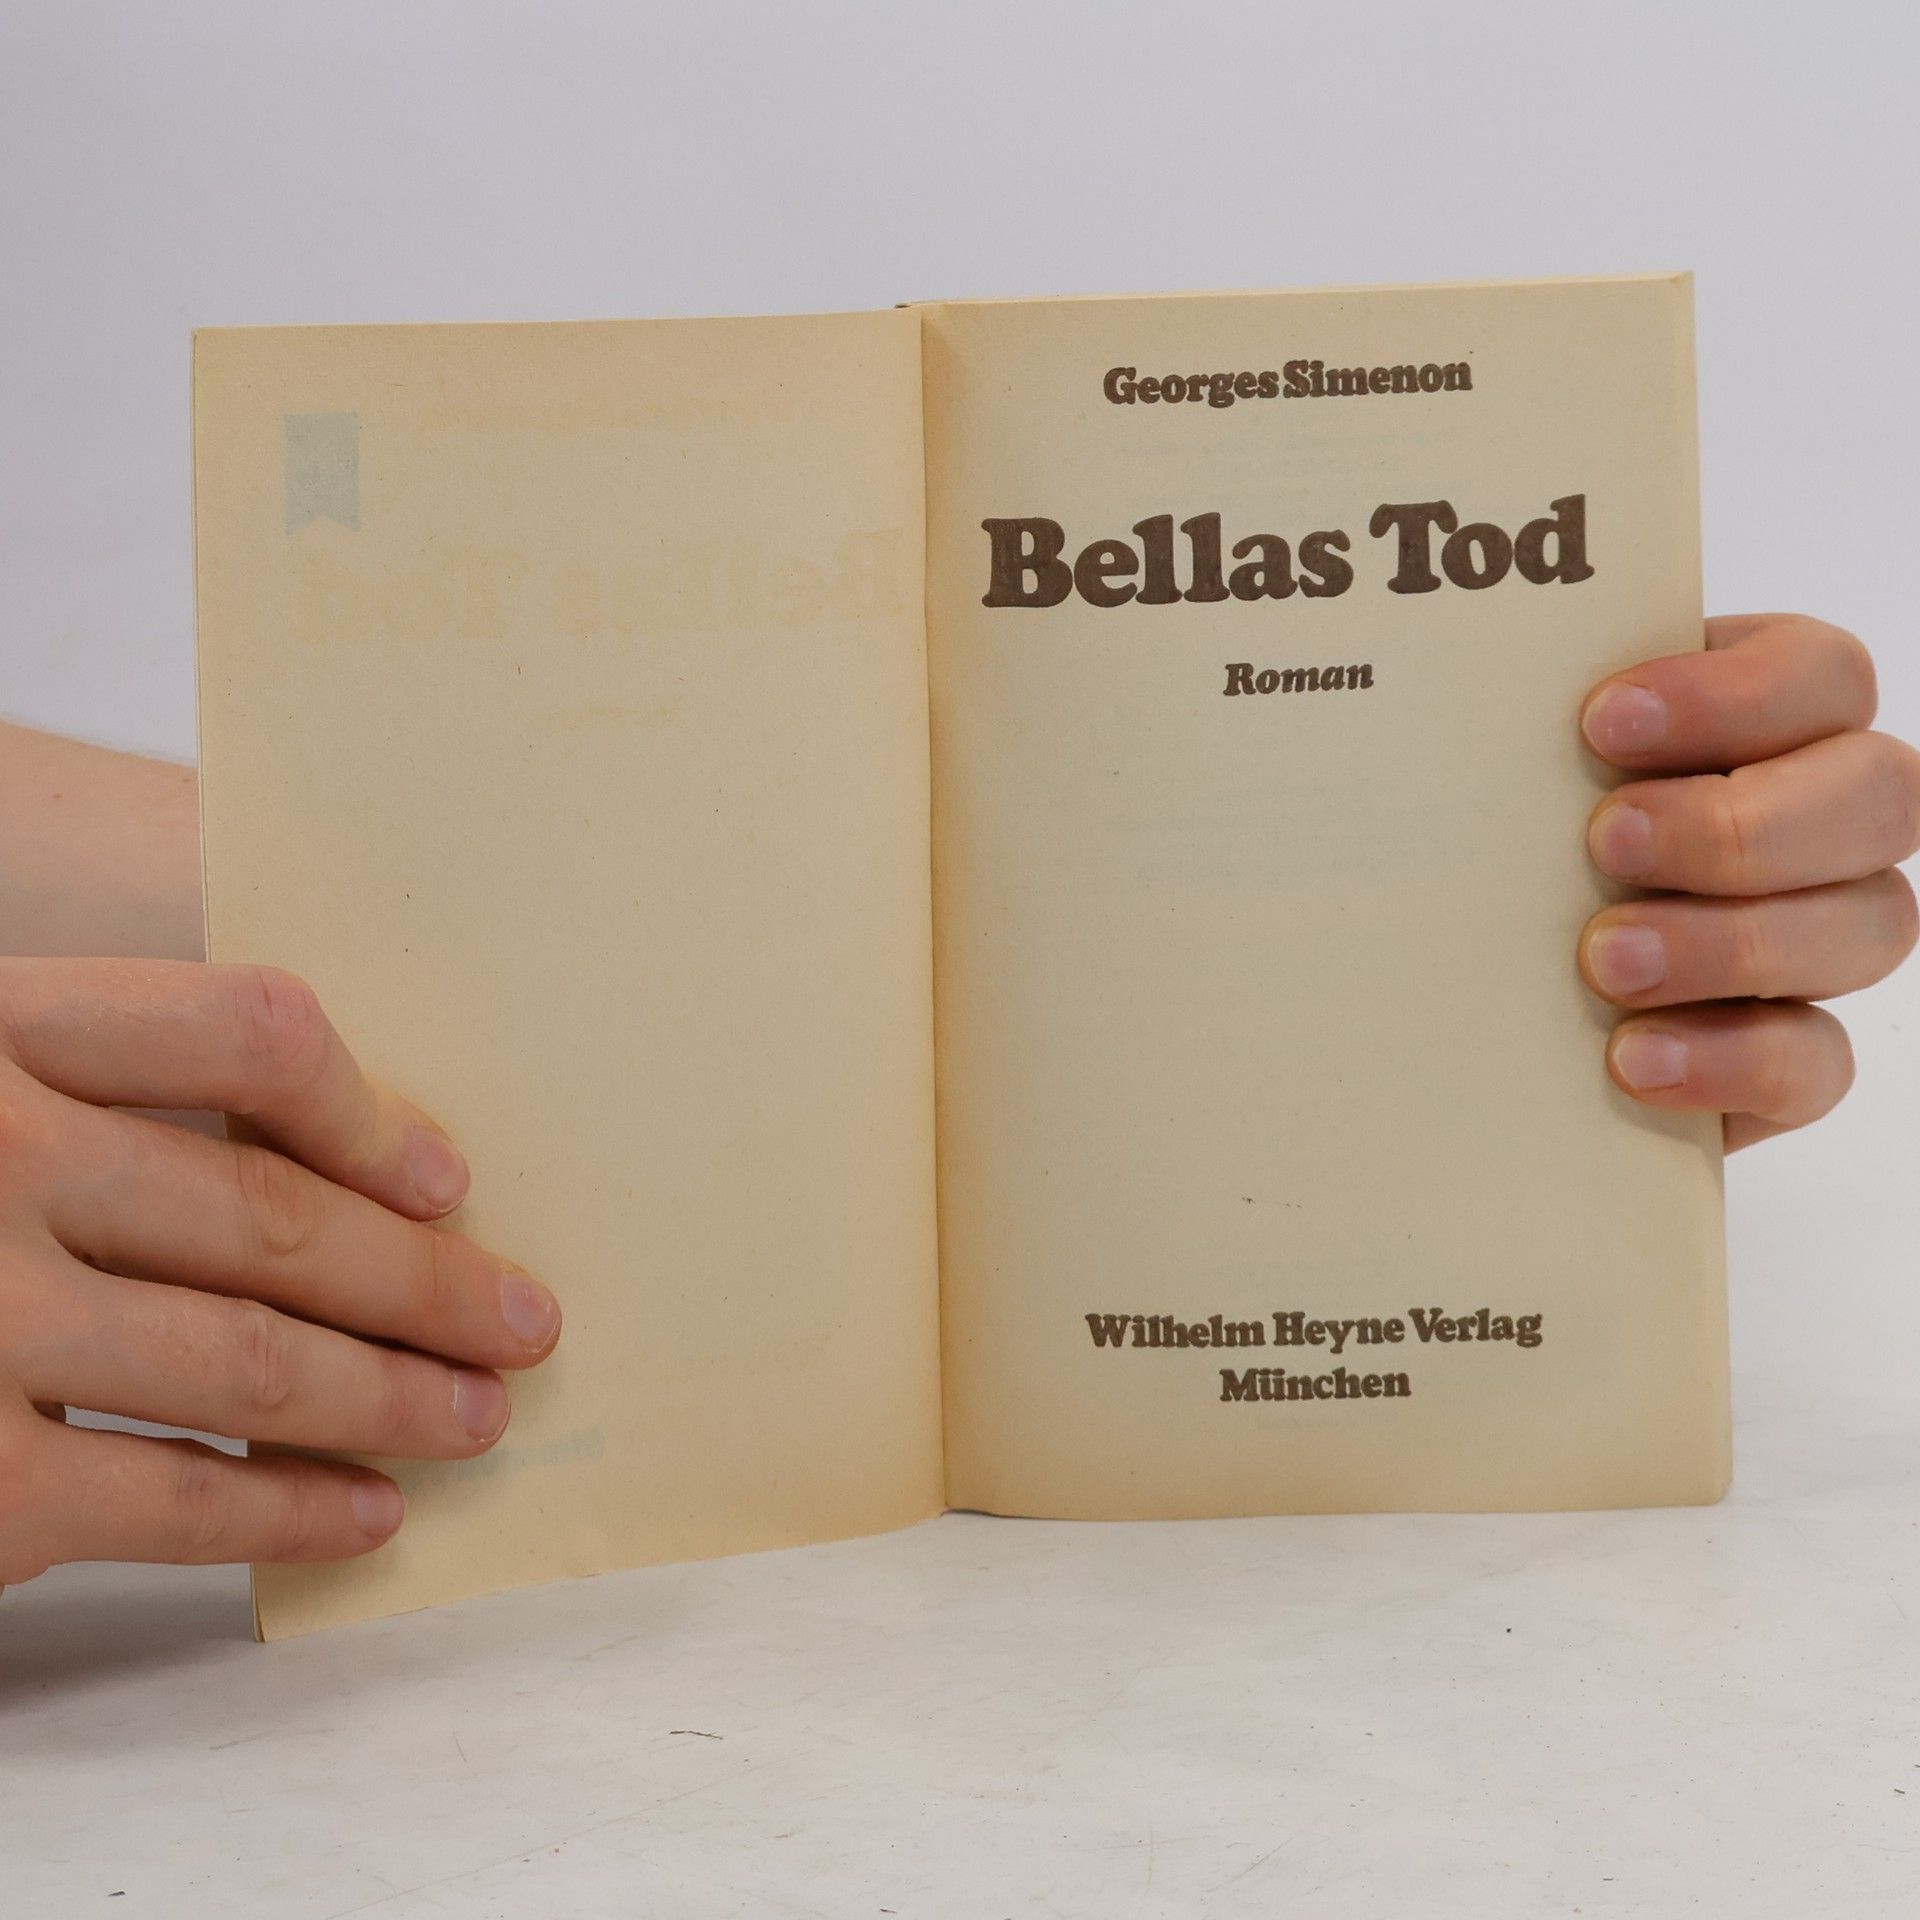 Georges Simenon
Bellas Tod
Roman
Wilhelm Heyne Verlag
München